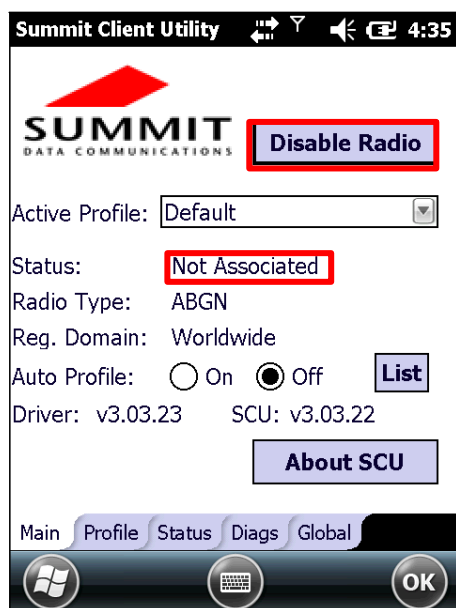 Summit Client Utility 4:35
SUMMIT
DATA COMMUNICATIONS
Disable Radio
Active Profile: Default
Status: Not Associated
Radio Type: ABGN
Reg. Domain: Worldwide
Auto Profile: On Off List
Driver: v3.03.23 SCU: v3.03.22
About SCU
Main Profile Status Diags Global
OK